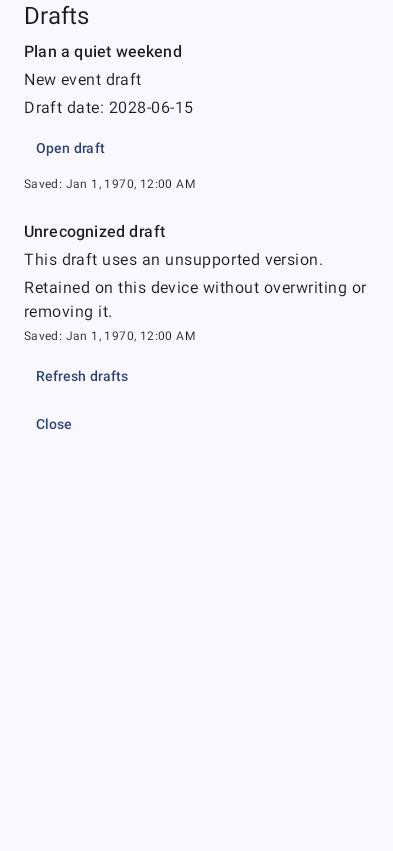 Drafts
Plan a quiet weekend
New event draft
Draft date: 2028-06-15
Open draft
Saved: Jan 1, 1970, 12:00 AM
Unrecognized draft
This draft uses an unsupported version.
Retained on this device without overwriting or
removing it.
Saved: Jan 1, 1970, 12:00 AM
Refresh drafts
Close